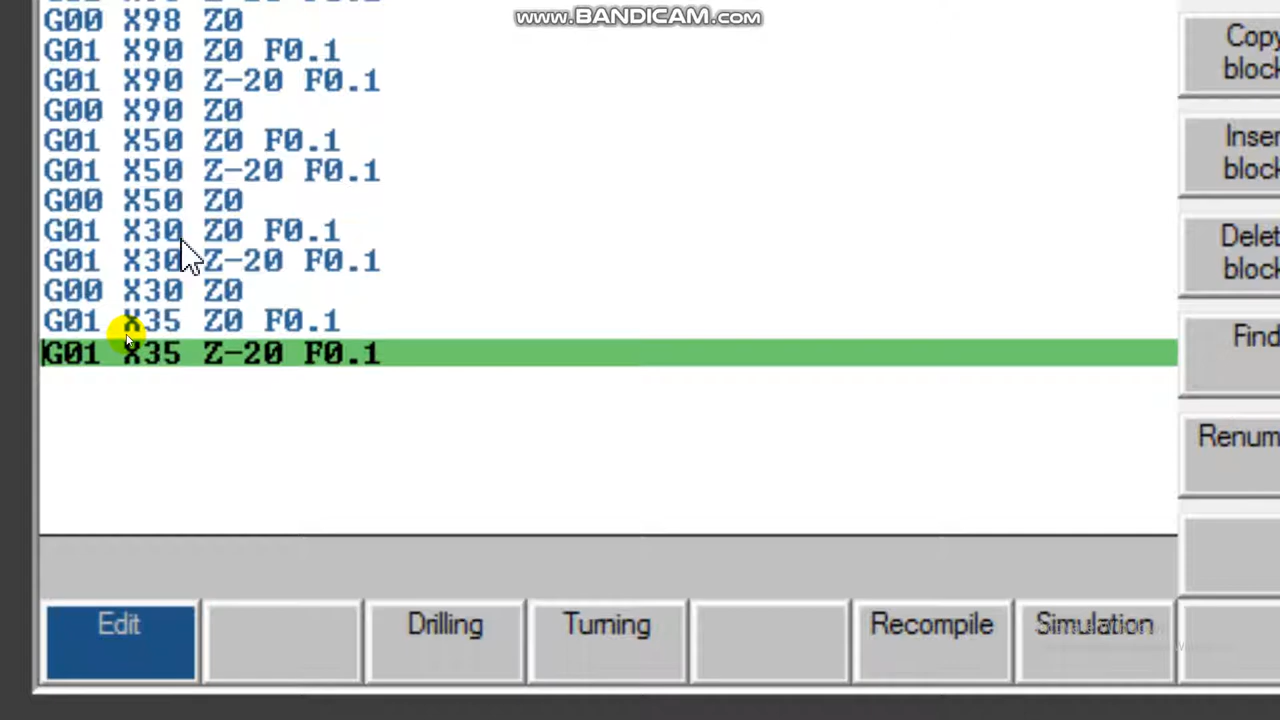 www.BANDICAM.com
G00 X98 Z0
G01 X90 Z0 F0.1
G01 X90 Z-20 F0.1
G00 X90 Z0
G01 X50 Z0 F0.1
G01 X50 Z-20 F0.1
G00 X50 Z0
G01 X30 Z0 F0.1
G01 X30 Z-20 F0.1
G00 X30 Z0
G01 X35 Z0 F0.1
G01 X35 Z-20 F0.1
Copy
block
Inser
block
Delet
block
Find
Renum
Edit
Drilling
Turning
Recompile
Simulation